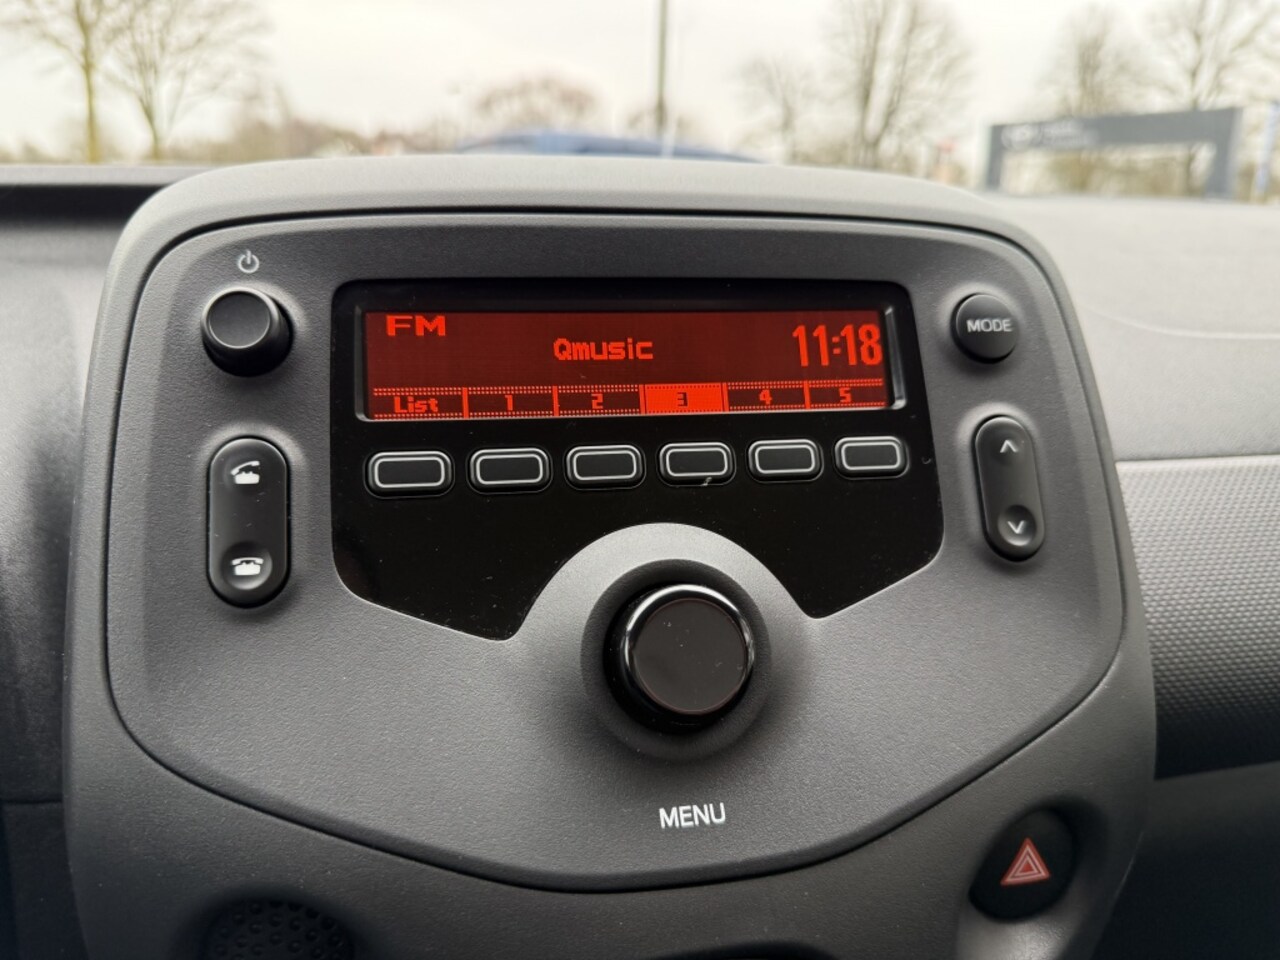 FM
Qmusic
11:18
List 1 2 3 4 5
MODE
MENU